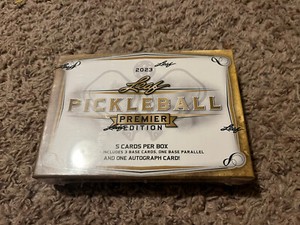 2023
Leaf
PICKLEBALL
PREMIER
EDITION
5 CARDS PER BOX
INCLUDES 3 BASE CARDS, ONE BASE PARALLEL
AND ONE AUTOGRAPH CARD!